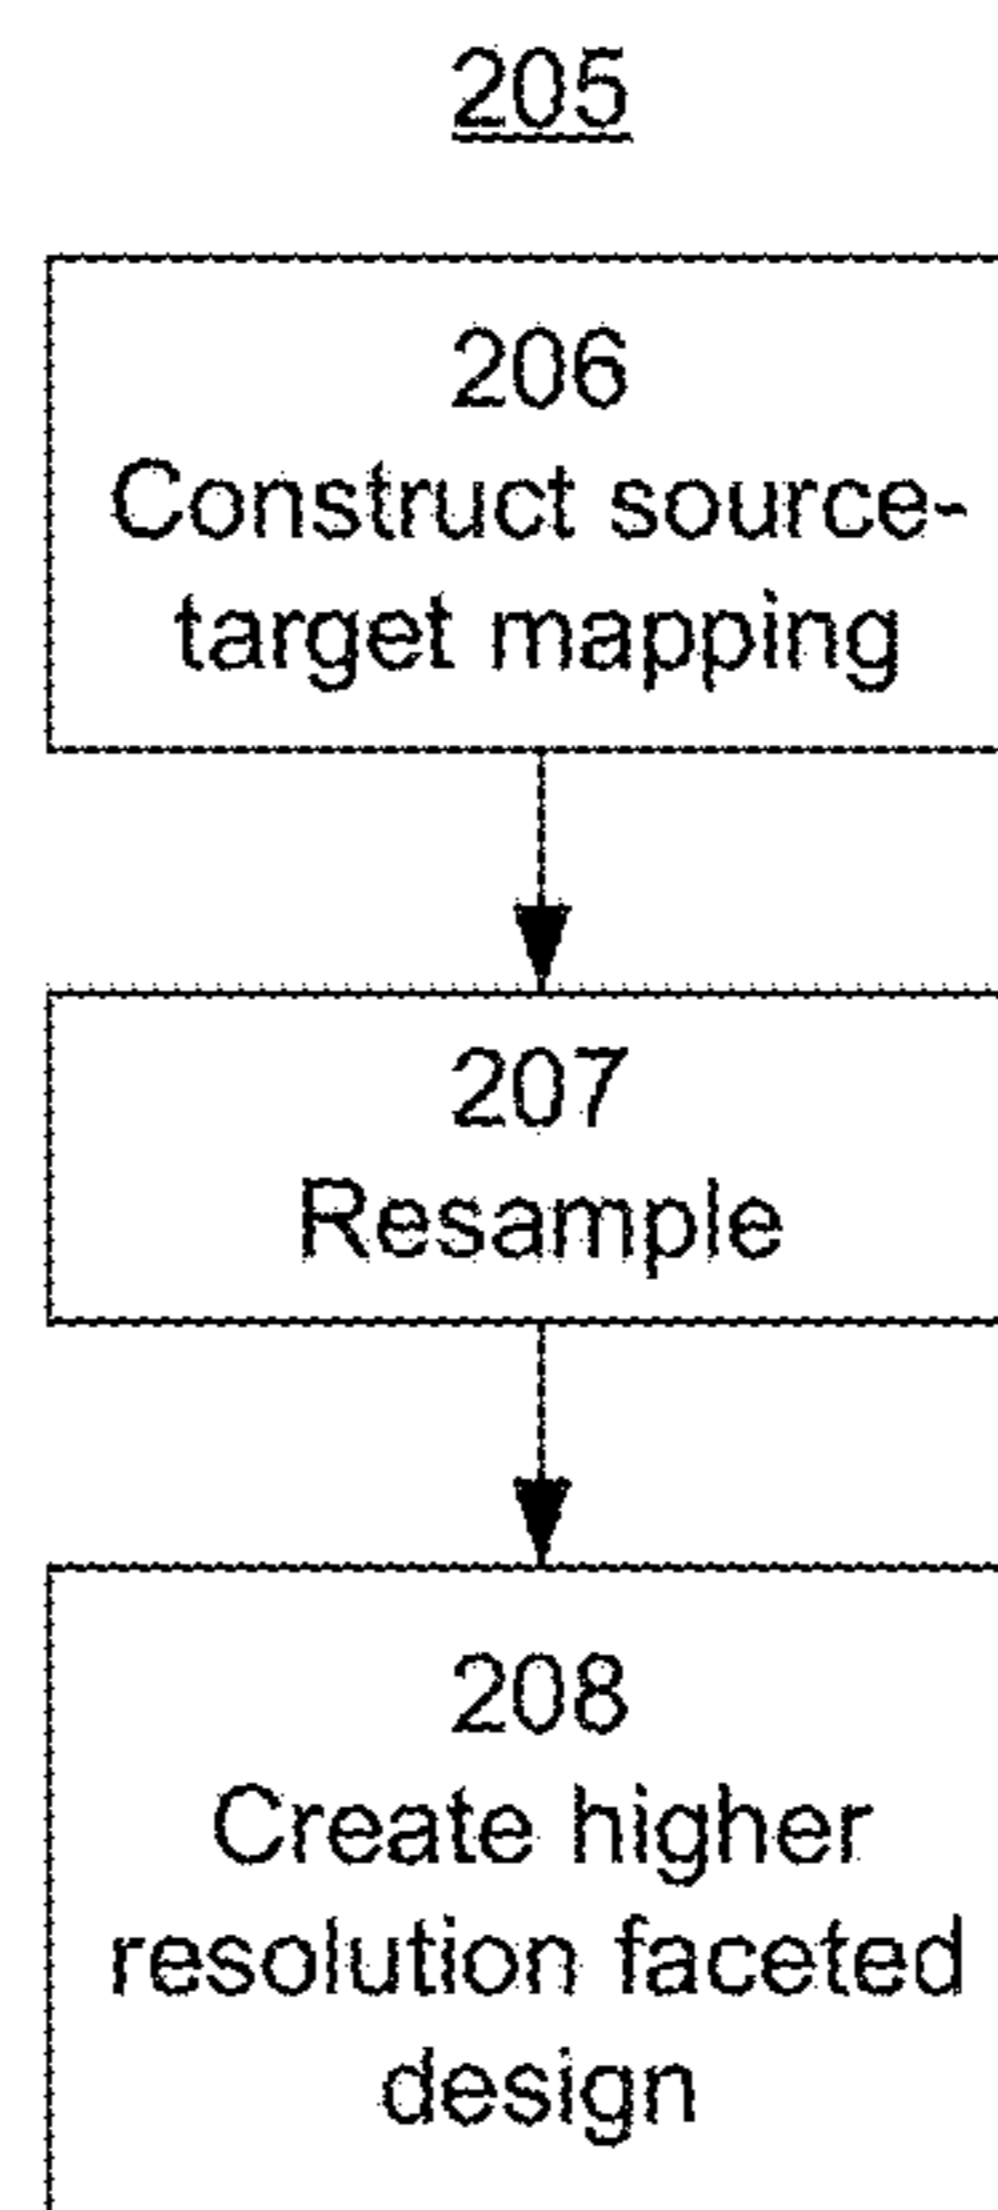 205
206
Construct source-
target mapping
207
Resample
208
Create higher
resolution faceted
design